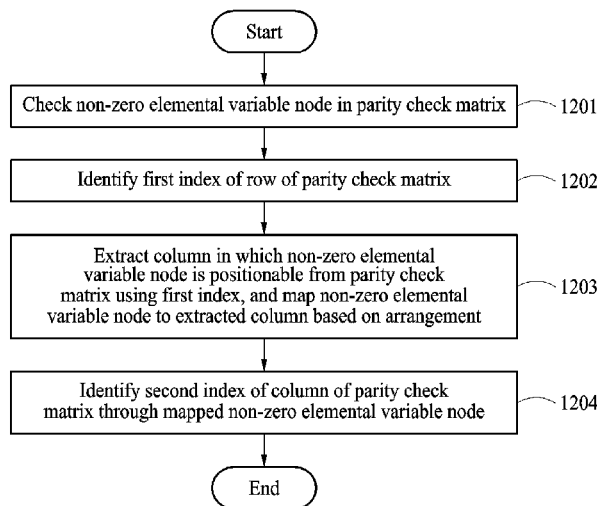 Start
Check non-zero elemental variable node in parity check matrix
1201
Identify first index of row of parity check matrix
1202
Extract column in which non-zero elemental
variable node is positionable from parity check
matrix using first index, and map non-zero elemental
variable node to extracted column based on arrangement
1203
Identify second index of column of parity check
matrix through mapped non-zero elemental variable node
1204
End